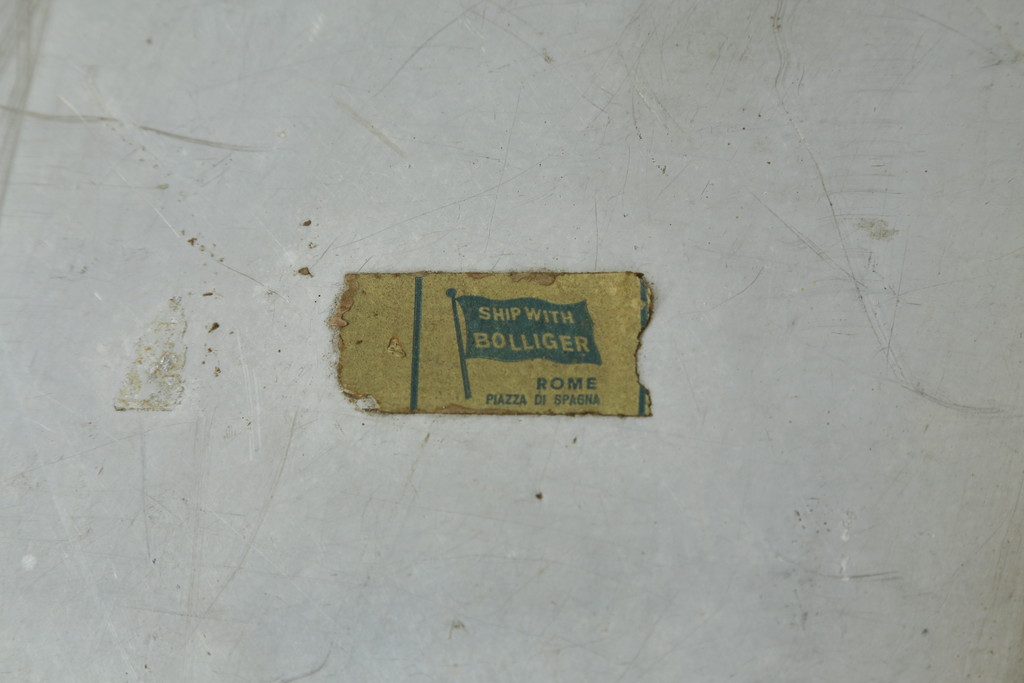 SHIP WITH
BOLLIGER
ROME
PIAZZA DI SPAGNA